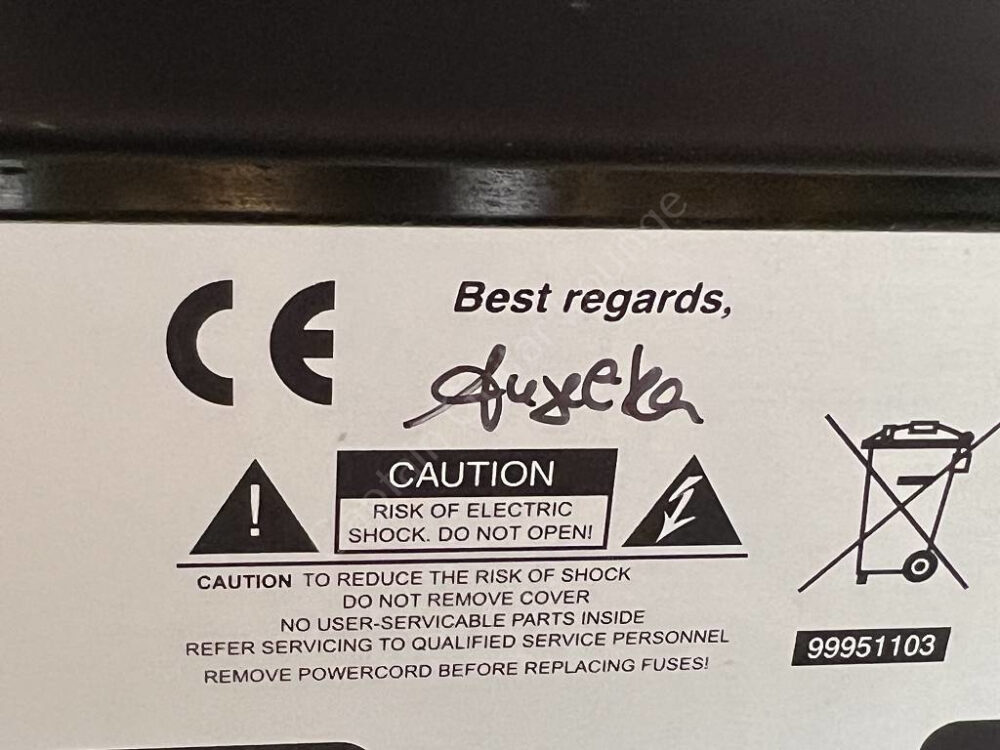 CE
Best regards,
CAUTION
RISK OF ELECTRIC
SHOCK. DO NOT OPEN!
CAUTION TO REDUCE THE RISK OF SHOCK
DO NOT REMOVE COVER
NO USER-SERVICABLE PARTS INSIDE
REFER SERVICING TO QUALIFIED SERVICE PERSONNEL
REMOVE POWERCORD BEFORE REPLACING FUSES!
99951103